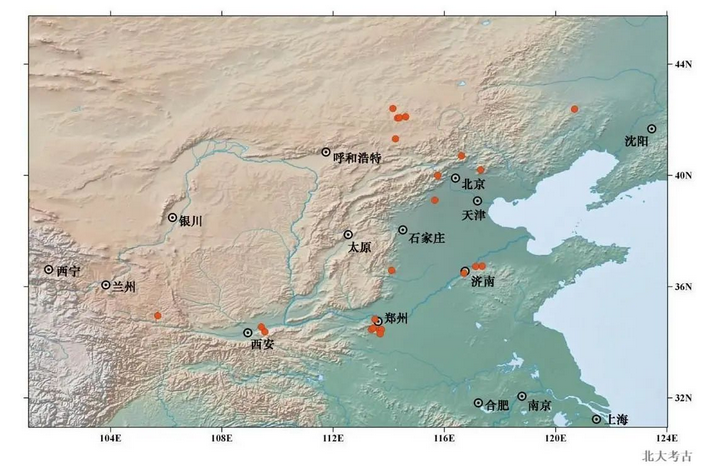 44N
沈阳
呼和浩特
北京
40N
天津
银川
石家庄
太原
西宁
兰州
济南
36N
郑州
西安
合肥
南京
32N
上海
104E
108E
112E
116E
120E
124E
北大考古